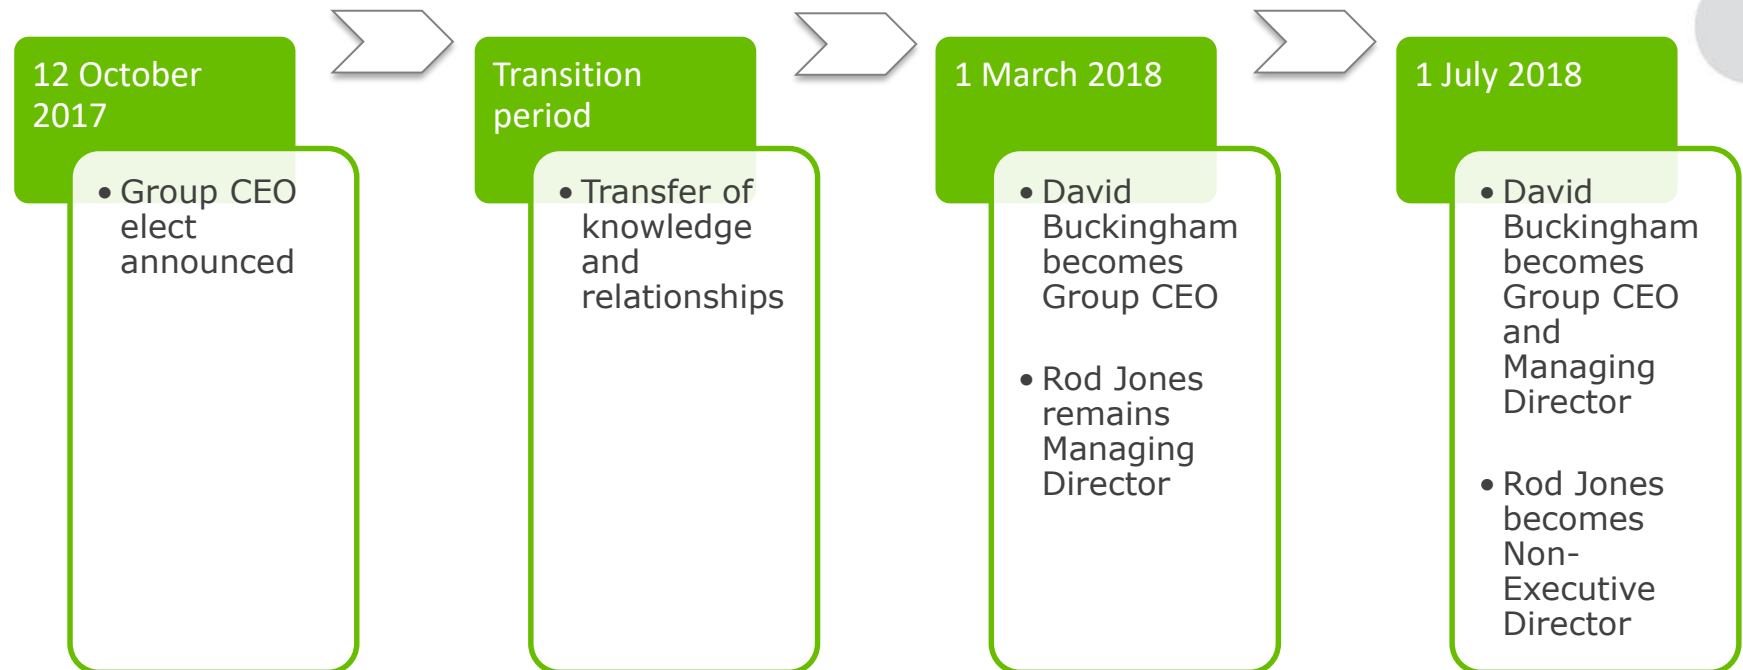 12 October
2017
• Group CEO
elect
announced
Transition
period
• Transfer of
knowledge
and
relationships
1 March 2018
• David
Buckingham
becomes
Group CEO
• Rod Jones
remains
Managing
Director
1 July 2018
• David
Buckingham
becomes
Group CEO
and
Managing
Director
• Rod Jones
becomes
Non-
Executive
Director